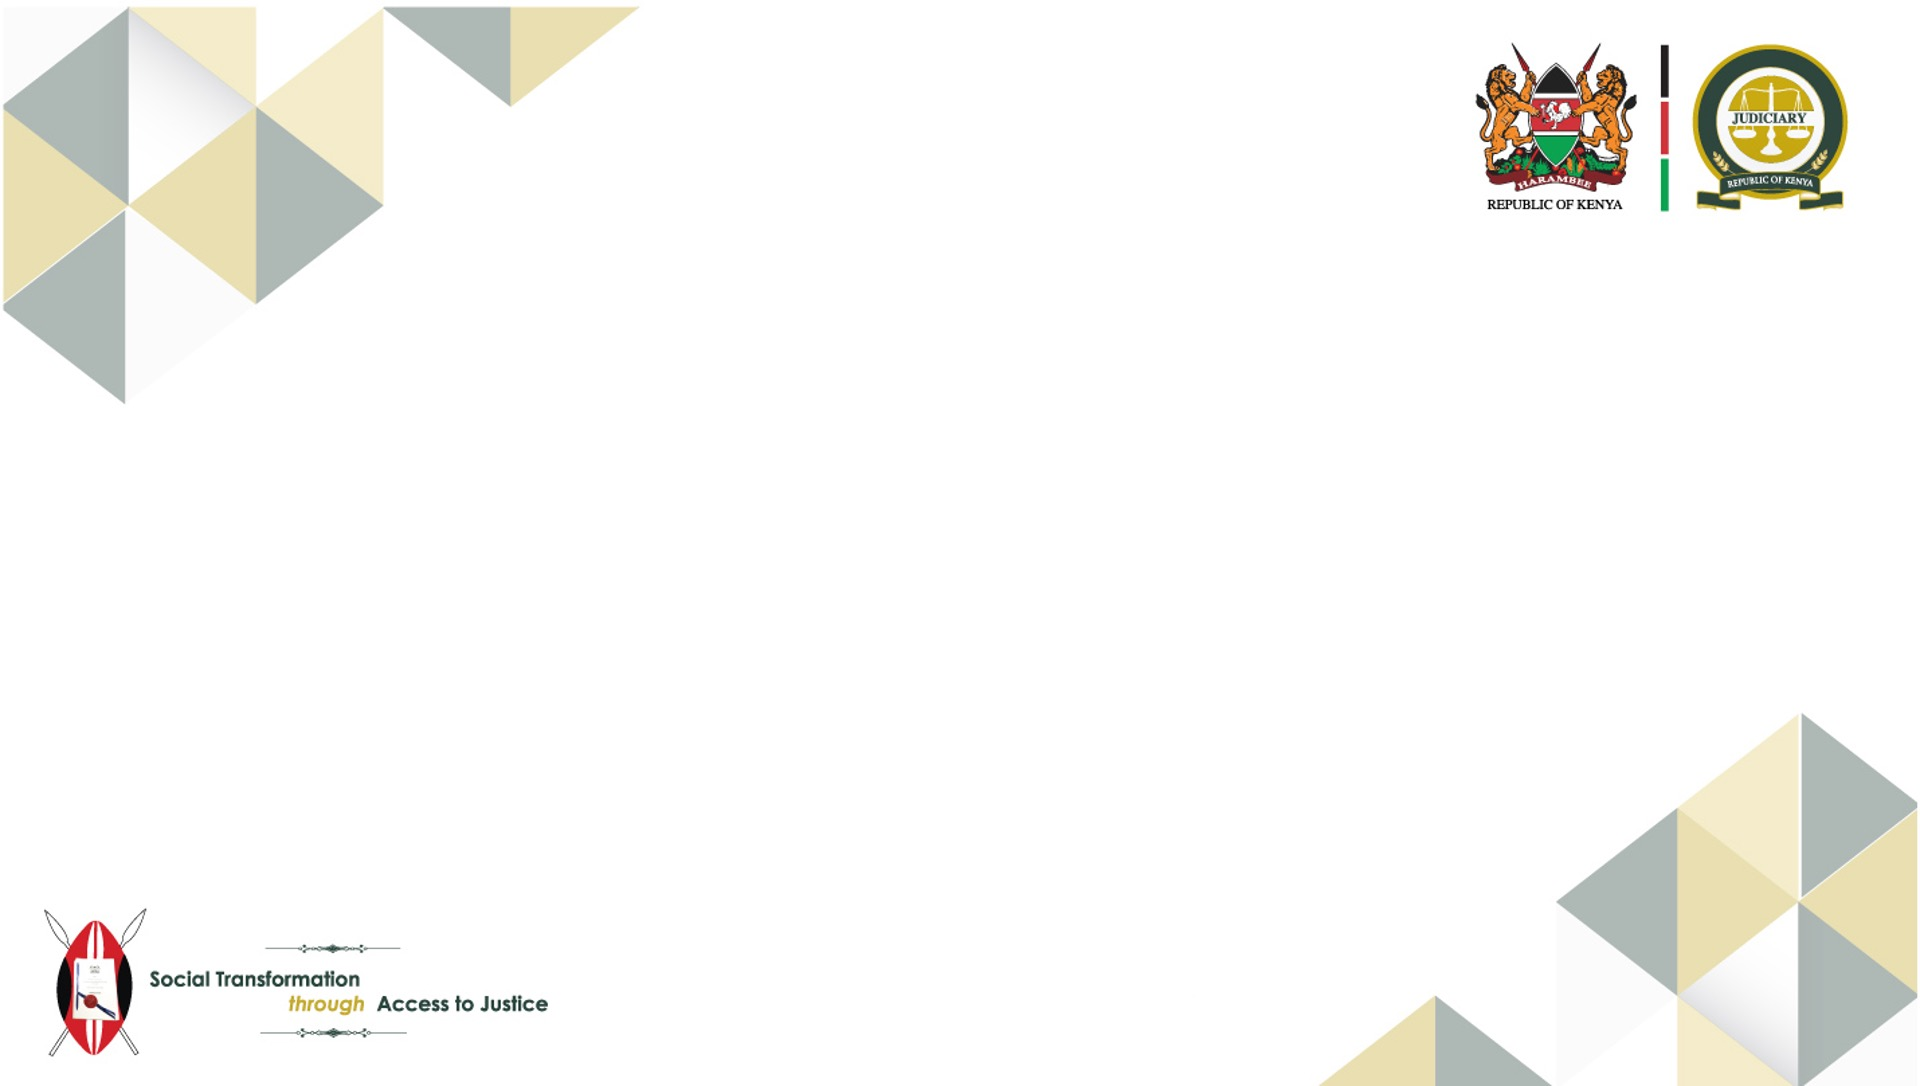 HARAMBEE
REPUBLIC OF KENYA
JUDICIARY
REPUBLIC OF KENYA
Social Transformation
through Access to Justice